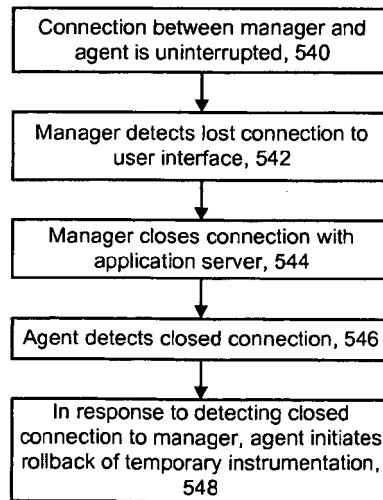 Connection between manager and
agent is uninterrupted, 540
Manager detects lost connection to
user interface, 542
Manager closes connection with
application server, 544
Agent detects closed connection, 546
In response to detecting closed
connection to manager, agent initiates
rollback of temporary instrumentation,
548